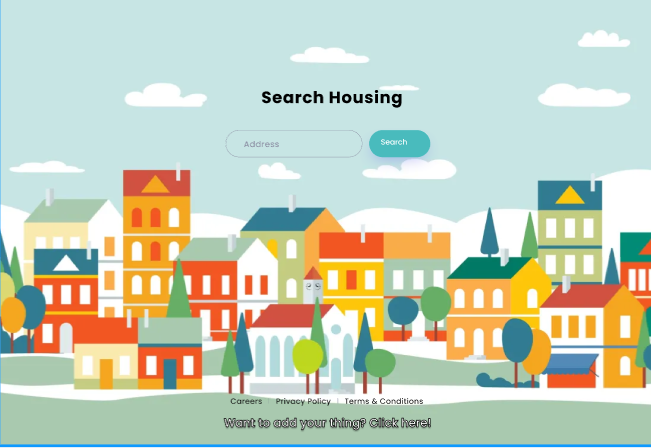 Search Housing
Address
Search
Careers Privacy Policy | Terms & Conditions
Want to add your thing? Click here!